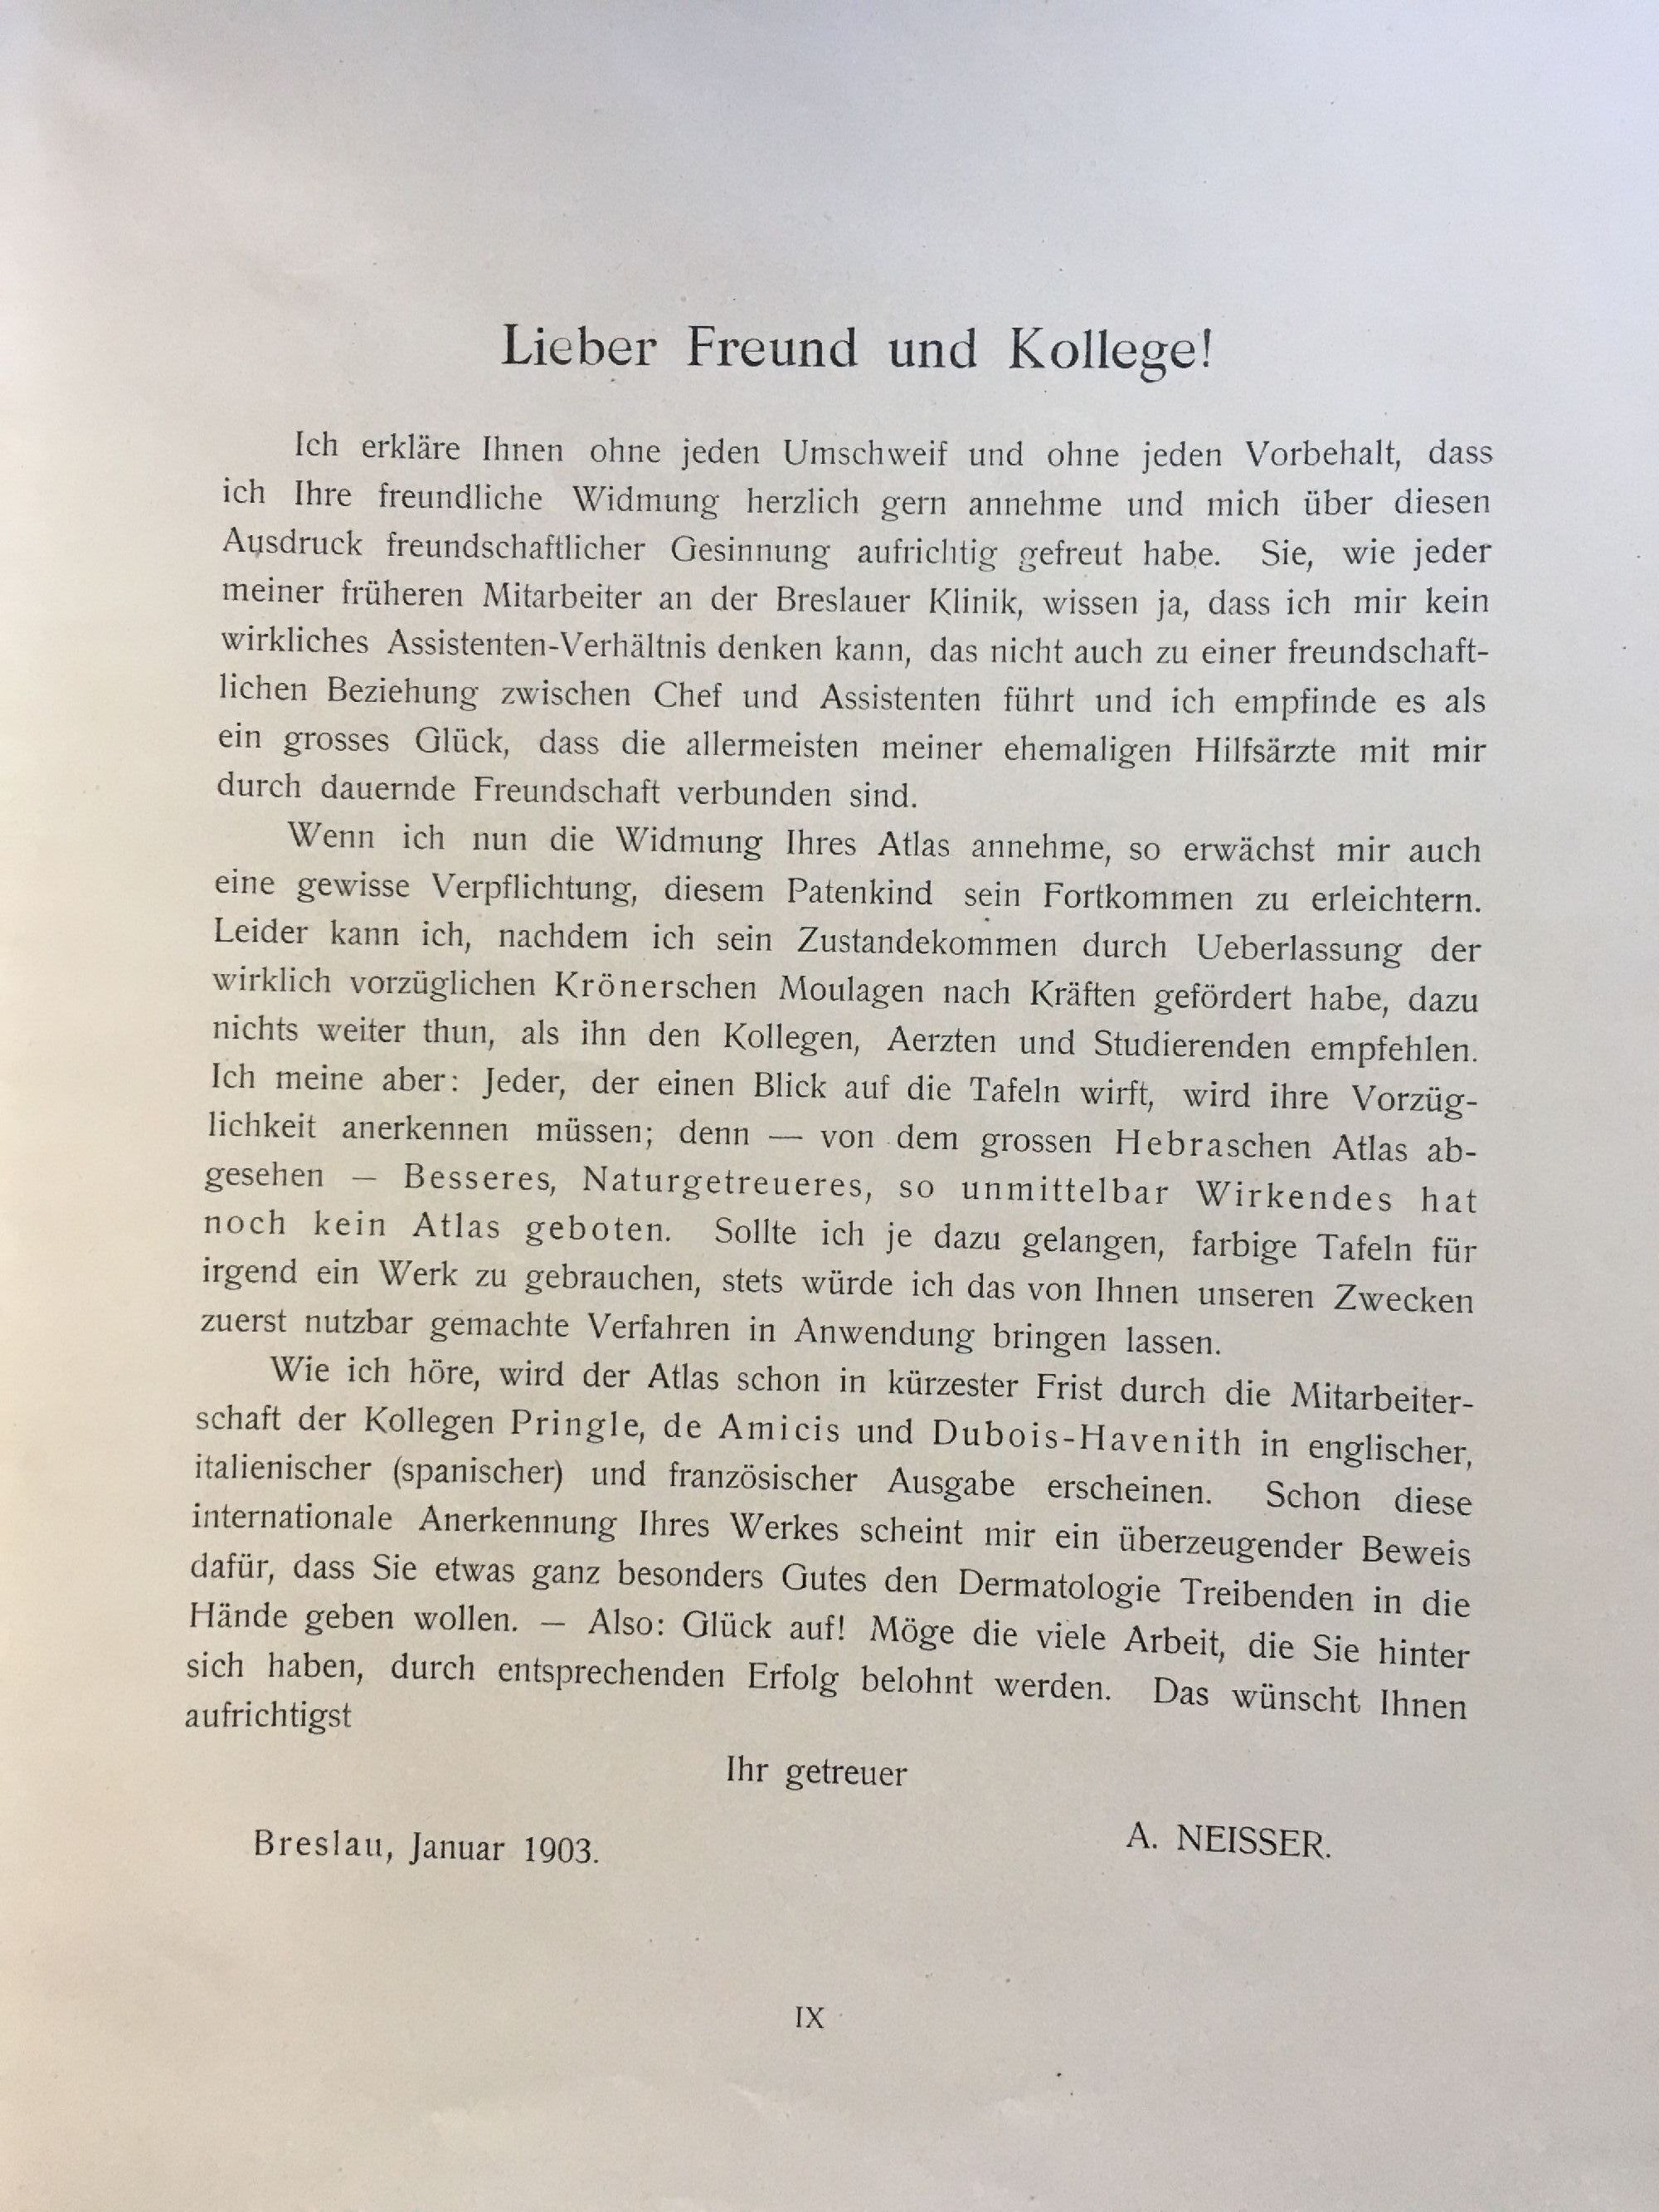 Lieber Freund und Kollege!
Ich erkläre Ihnen ohne jeden Umschweif und ohne jeden Vorbehalt, dass
ich Ihre freundliche Widmung herzlich gern annehme und mich über diesen
Ausdruck freundschaftlicher Gesinnung aufrichtig gefreut habe. Sie, wie jeder
meiner früheren Mitarbeiter an der Breslauer Klinik, wissen ja, dass ich mir kein
wirkliches Assistenten-Verhältnis denken kann, das nicht auch zu einer freundschaft-
lichen Beziehung zwischen Chef und Assistenten führt und ich empfinde es als
ein grosses Glück, dass die allermeisten meiner ehemaligen Hilfsärzte mit mir
durch dauernde Freundschaft verbunden sind.
Wenn ich nun die Widmung Ihres Atlas annehme, so erwächst mir auch
eine gewisse Verpflichtung, diesem Patenkind sein Fortkommen zu erleichtern.
Leider kann ich, nachdem ich sein Zustandekommen durch Ueberlassung der
wirklich vorzüglichen Krönerschen Moulagen nach Kräften gefördert habe, dazu
nichts weiter thun, als ihn den Kollegen, Aerzten und Studierenden empfehlen.
Ich meine aber: Jeder, der einen Blick auf die Tafeln wirft, wird ihre Vorzüg-
lichkeit anerkennen müssen; denn — von dem grossen Hebraschen Atlas ab-
gesehen — Besseres, Naturgetreueres, so unmittelbar Wirkendes hat
noch kein Atlas geboten. Sollte ich je dazu gelangen, farbige Tafeln für
irgend ein Werk zu gebrauchen, stets würde ich das von Ihnen unseren Zwecken
zuerst nutzbar gemachte Verfahren in Anwendung bringen lassen.
Wie ich höre, wird der Atlas schon in kürzester Frist durch die Mitarbeiter-
schaft der Kollegen Pringle, de Amicis und Dubois-Havenith in englischer,
italienischer (spanischer) und französischer Ausgabe erscheinen. Schon diese
internationale Anerkennung Ihres Werkes scheint mir ein überzeugender Beweis
dafür, dass Sie etwas ganz besonders Gutes den Dermatologie Treibenden in die
Hände geben wollen. — Also: Glück auf! Möge die viele Arbeit, die Sie hinter
sich haben, durch entsprechenden Erfolg belohnt werden. Das wünscht Ihnen
aufrichtigst
Ihr getreuer
Breslau, Januar 1903. A. NEISSER.
IX